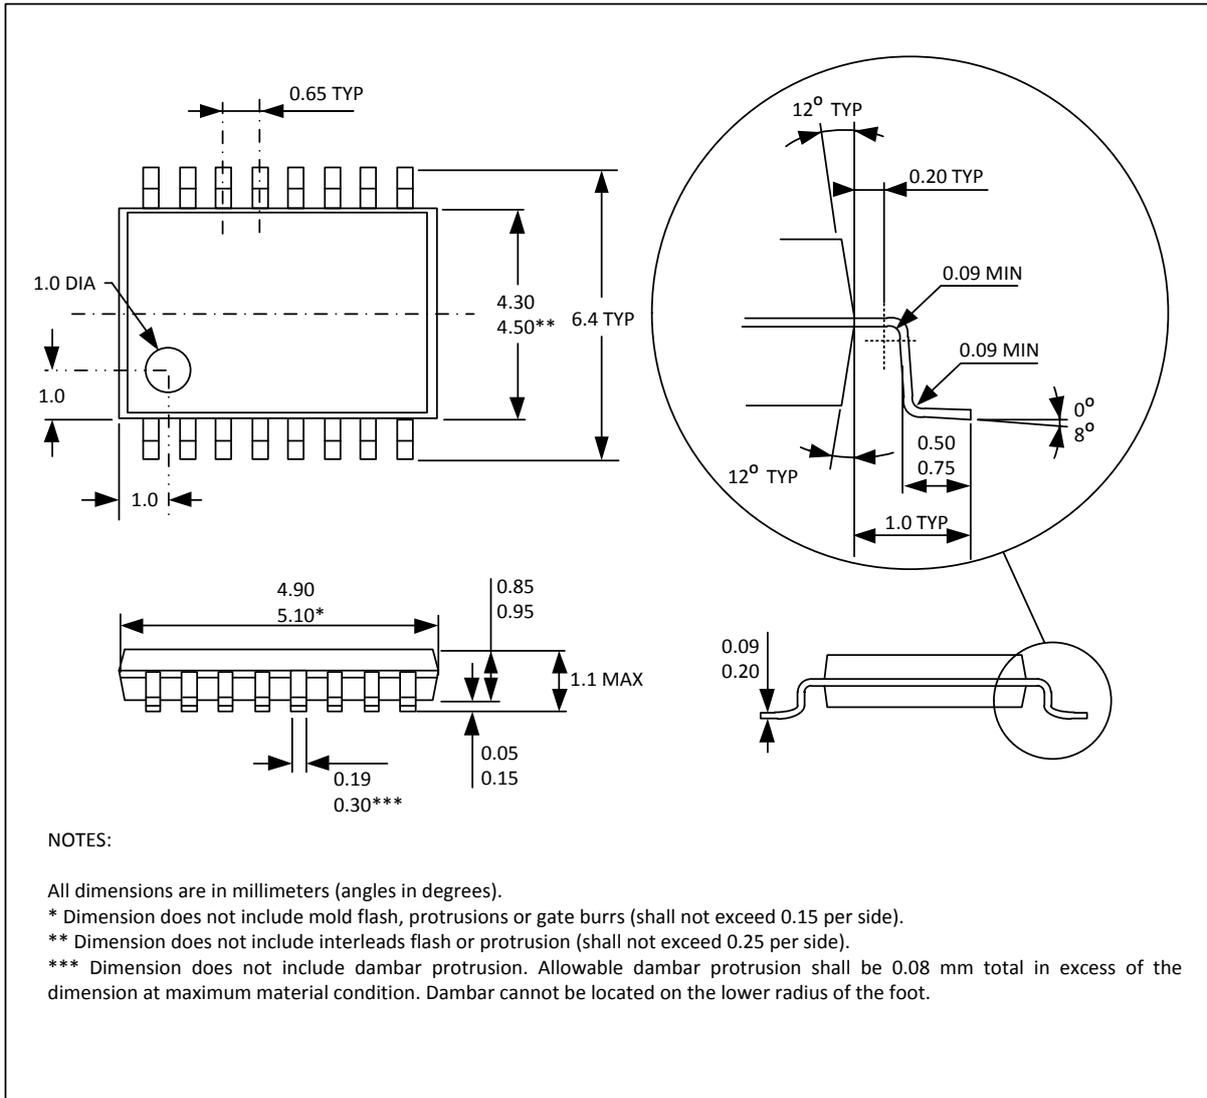 0.65 TYP
12° TYP
0.20 TYP
1.0 DIA
0.09 MIN
4.30
4.50**
6.4 TYP
0.09 MIN
1.0
0°
8°
0.50
0.75
12° TYP
1.0
1.0 TYP
4.90
5.10*
0.85
0.95
0.09
0.20
1.1 MAX
0.05
0.15
0.19
0.30***
NOTES:
All dimensions are in millimeters (angles in degrees).
* Dimension does not include mold flash, protrusions or gate burrs (shall not exceed 0.15 per side).
** Dimension does not include interleads flash or protrusion (shall not exceed 0.25 per side).
*** Dimension does not include dambar protrusion. Allowable dambar protrusion shall be 0.08 mm total in excess of the
dimension at maximum material condition. Dambar cannot be located on the lower radius of the foot.